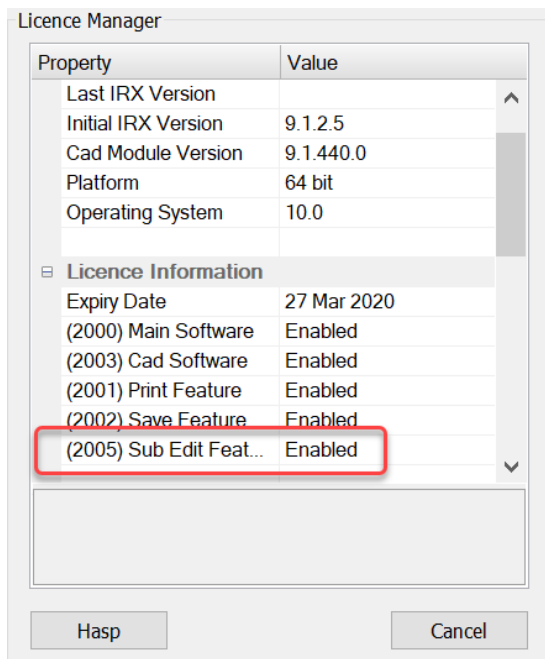 Licence Manager
Property Value
Last IRX Version
Initial IRX Version 9.1.2.5
Cad Module Version 9.1.440.0
Platform 64 bit
Operating System 10.0
Licence Information
Expiry Date 27 Mar 2020
(2000) Main Software Enabled
(2003) Cad Software Enabled
(2001) Print Feature Enabled
(2002) Save Feature Enabled
(2005) Sub Edit Feat... Enabled
Hasp Cancel